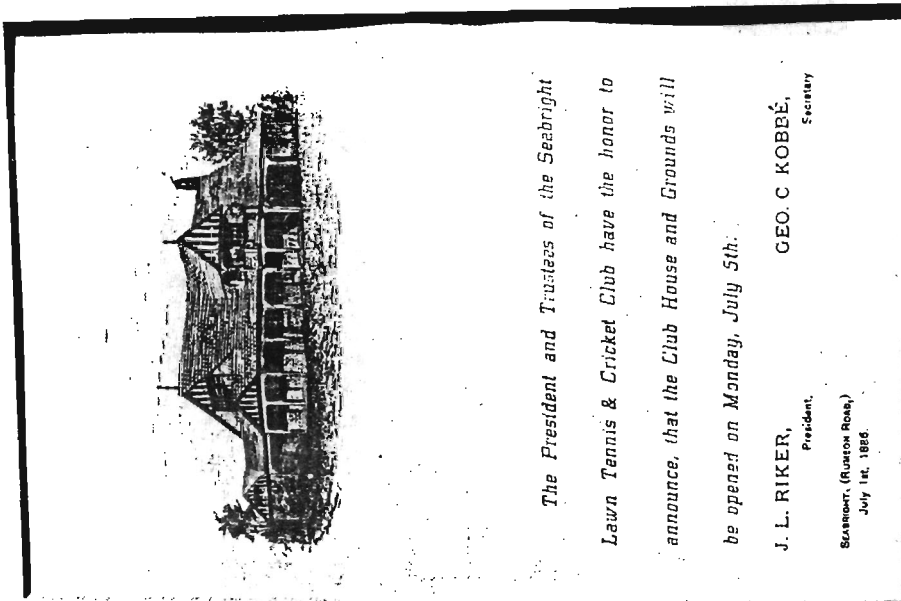 The President and Trustees of the Seabright
Lawn Tennis & Cricket Club have the honor to
announce, that the Club House and Grounds will
be opened on Monday, July 5th.
J. L. RIKER,
President.
GEO. C KOBBÉ,
Secretary
SEABRIGHT, (RUMSON ROAD,)
July 1st, 1886.